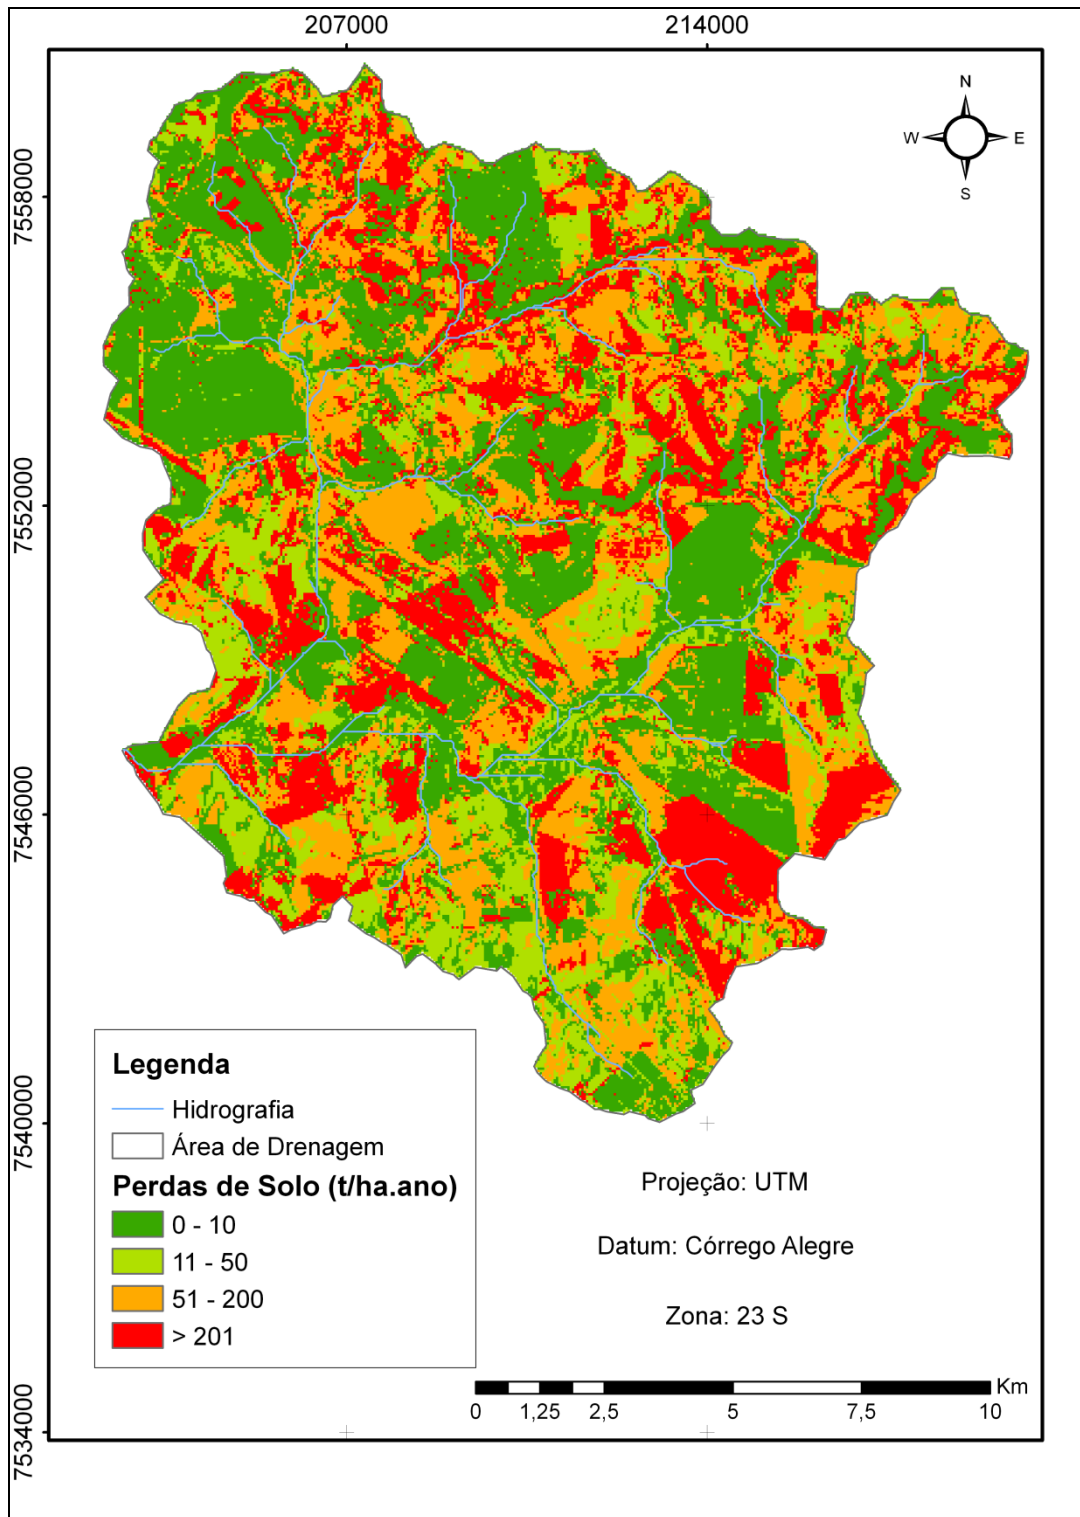 207000
214000
N
W
E
S
7558000
7552000
7546000
7540000
7534000
Legenda
Hidrografia
Área de Drenagem
Perdas de Solo (t/ha.ano)
0 - 10
11 - 50
51 - 200
> 201
Projeção: UTM
Datum: Córrego Alegre
Zona: 23 S
Km
0 1,25 2,5 5 7,5 10